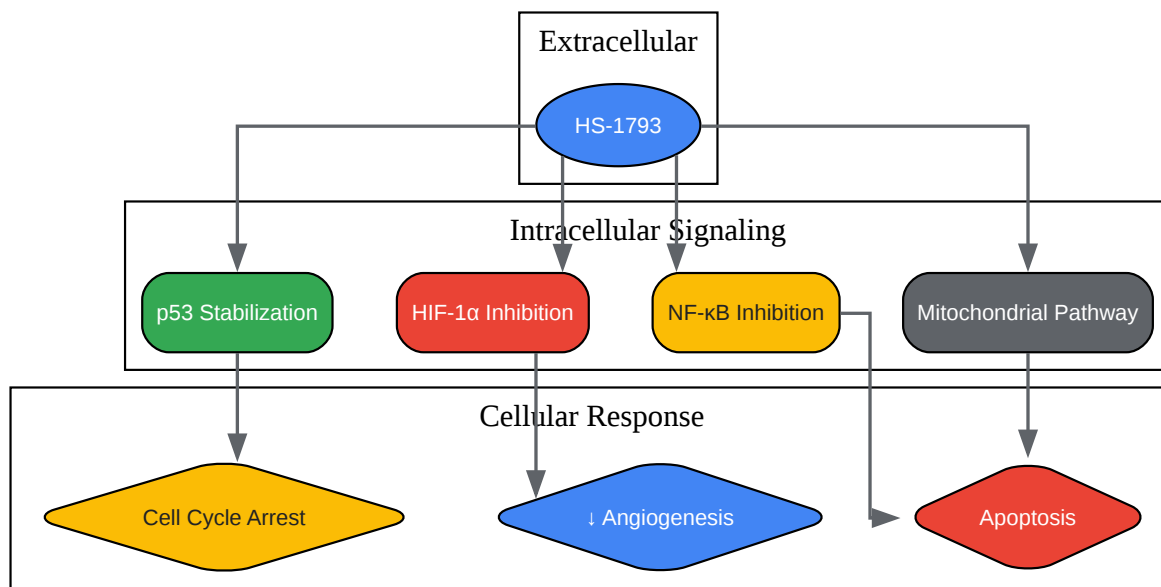 Extracellular
HS-1793
Intracellular Signaling
p53 Stabilization
HIF-1α Inhibition
NF-κB Inhibition
Mitochondrial Pathway
Cellular Response
Cell Cycle Arrest
↓ Angiogenesis
Apoptosis